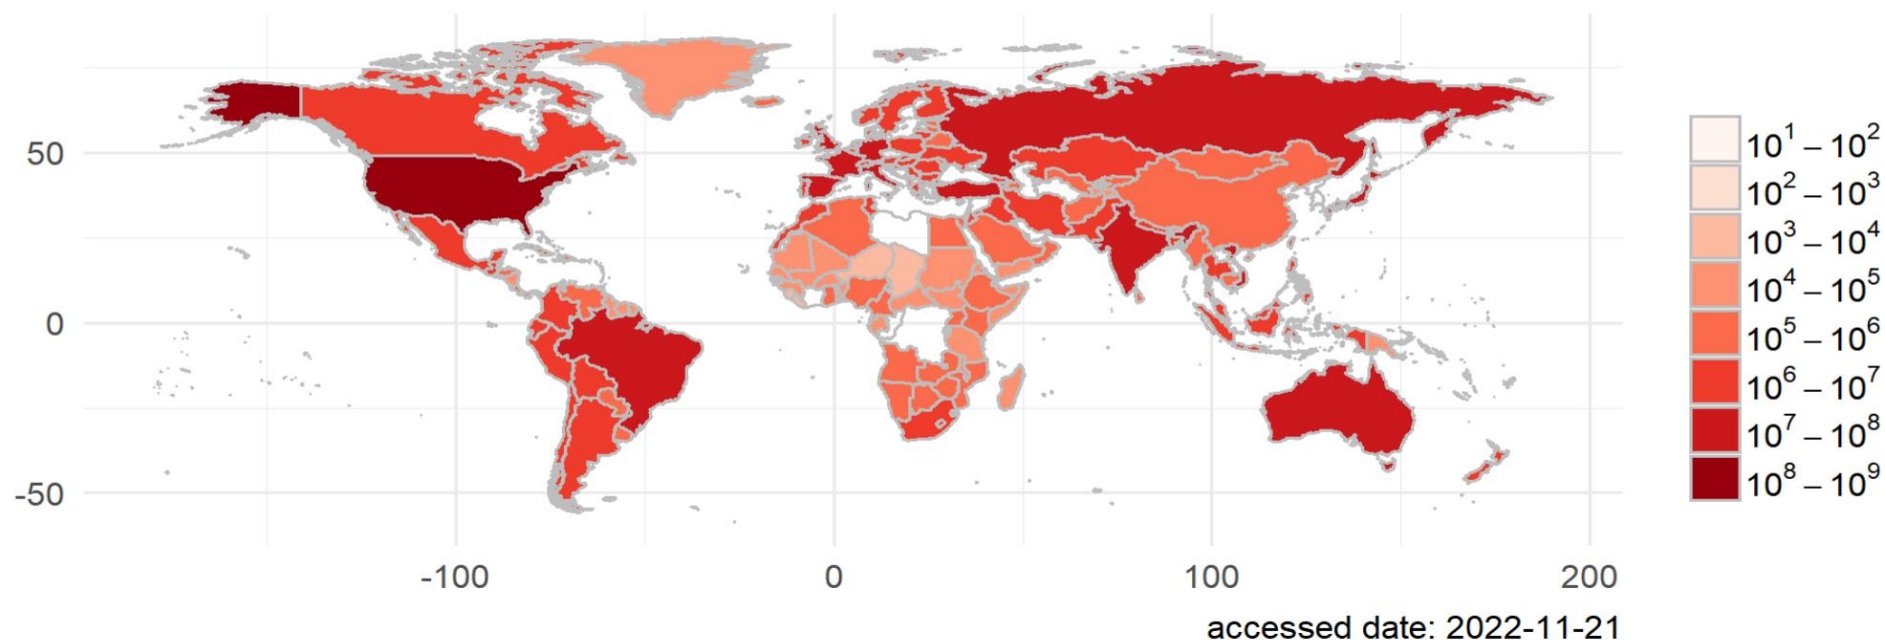 50
0
-50
-100 0 100 200
10¹ – 10²
10² – 10³
10³ – 10⁴
10⁴ – 10⁵
10⁵ – 10⁶
10⁶ – 10⁷
10⁷ – 10⁸
10⁸ – 10⁹
accessed date: 2022-11-21